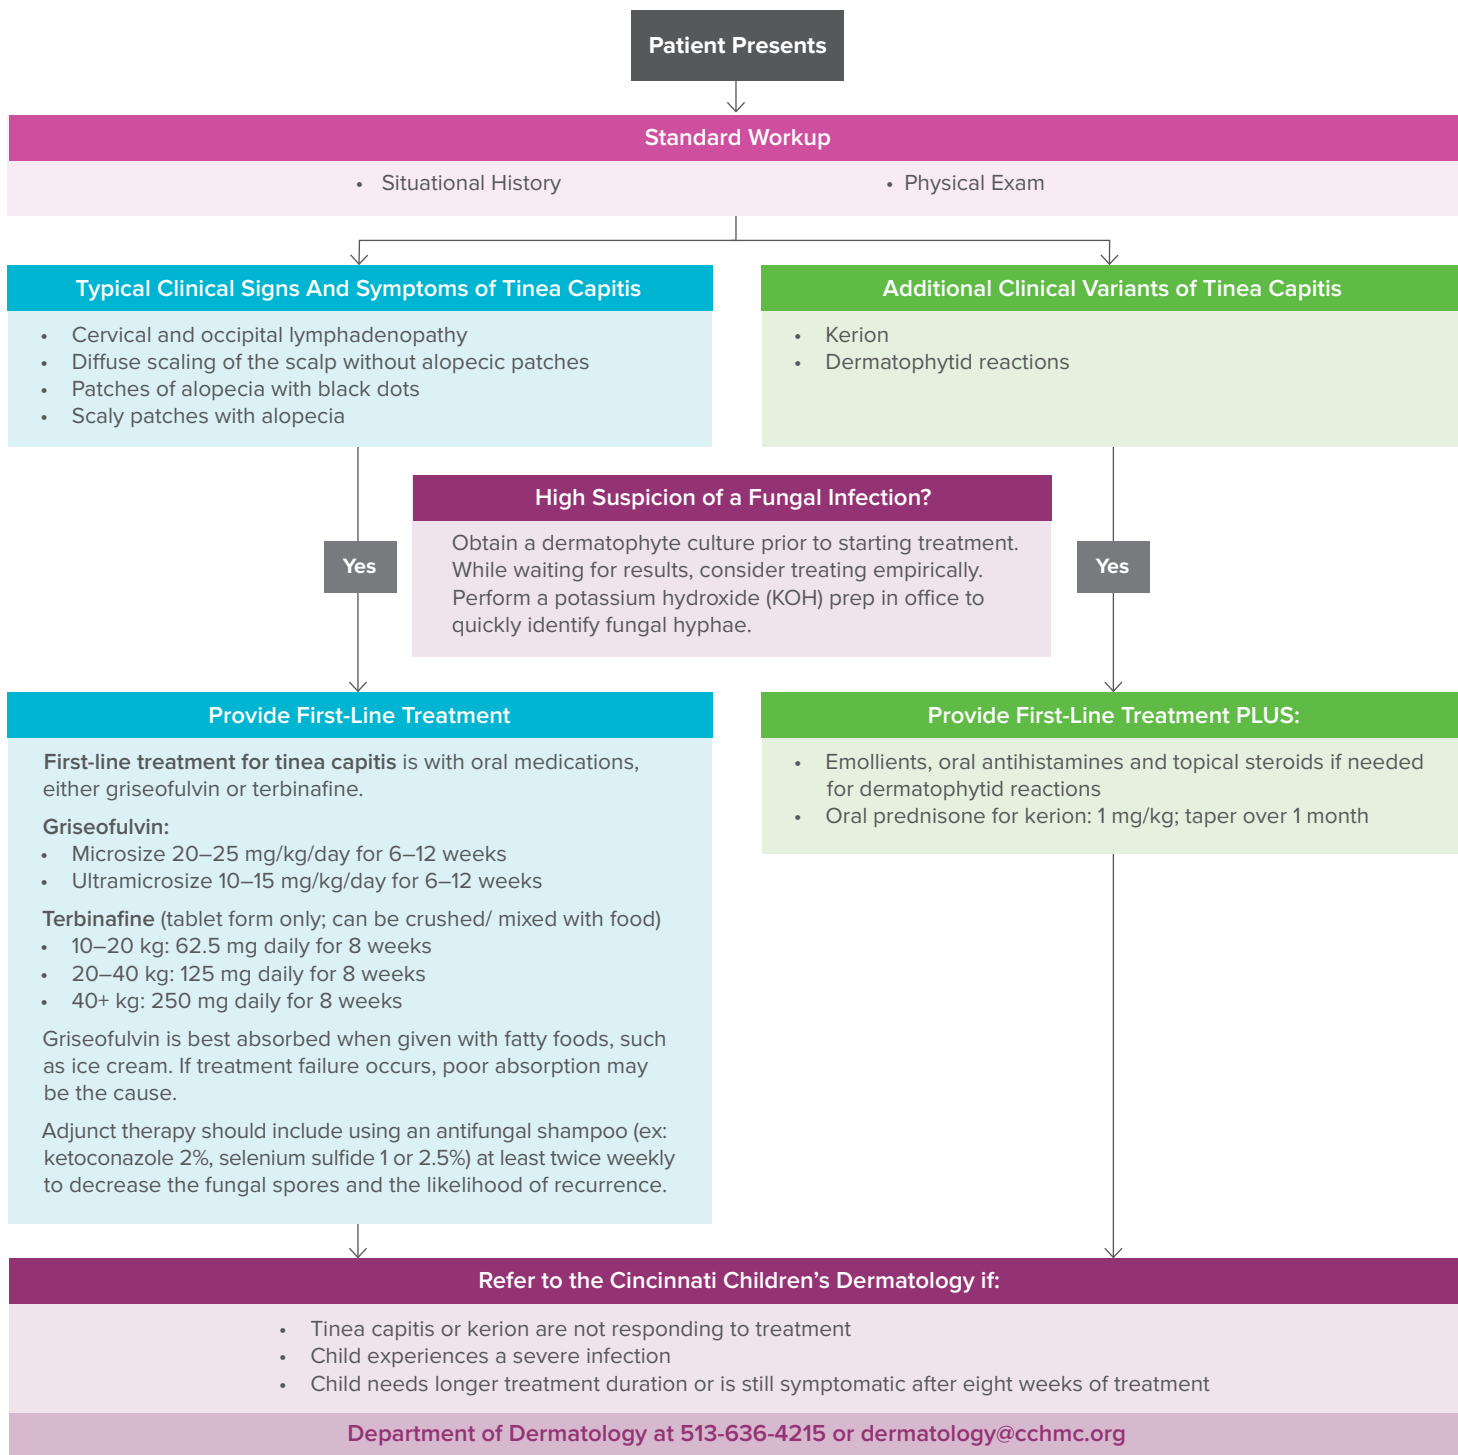 Patient Presents
Standard Workup
• Situational History
• Physical Exam
Typical Clinical Signs And Symptoms of Tinea Capitis
• Cervical and occipital lymphadenopathy
• Diffuse scaling of the scalp without alopecic patches
• Patches of alopecia with black dots
• Scaly patches with alopecia
Additional Clinical Variants of Tinea Capitis
• Kerion
• Dermatophytid reactions
High Suspicion of a Fungal Infection?
Obtain a dermatophyte culture prior to starting treatment.
While waiting for results, consider treating empirically.
Perform a potassium hydroxide (KOH) prep in office to
quickly identify fungal hyphae.
Yes
Yes
Provide First-Line Treatment
First-line treatment for tinea capitis is with oral medications,
either griseofulvin or terbinafine.
Griseofulvin:
• Microsize 20–25 mg/kg/day for 6–12 weeks
• Ultramicrosize 10–15 mg/kg/day for 6–12 weeks
Terbinafine (tablet form only; can be crushed/ mixed with food)
• 10–20 kg: 62.5 mg daily for 8 weeks
• 20–40 kg: 125 mg daily for 8 weeks
• 40+ kg: 250 mg daily for 8 weeks
Griseofulvin is best absorbed when given with fatty foods, such
as ice cream. If treatment failure occurs, poor absorption may
be the cause.
Adjunct therapy should include using an antifungal shampoo (ex:
ketoconazole 2%, selenium sulfide 1 or 2.5%) at least twice weekly
to decrease the fungal spores and the likelihood of recurrence.
Provide First-Line Treatment PLUS:
• Emollients, oral antihistamines and topical steroids if needed
for dermatophytid reactions
• Oral prednisone for kerion: 1 mg/kg; taper over 1 month
Refer to the Cincinnati Children’s Dermatology if:
• Tinea capitis or kerion are not responding to treatment
• Child experiences a severe infection
• Child needs longer treatment duration or is still symptomatic after eight weeks of treatment
Department of Dermatology at 513-636-4215 or dermatology@cchmc.org